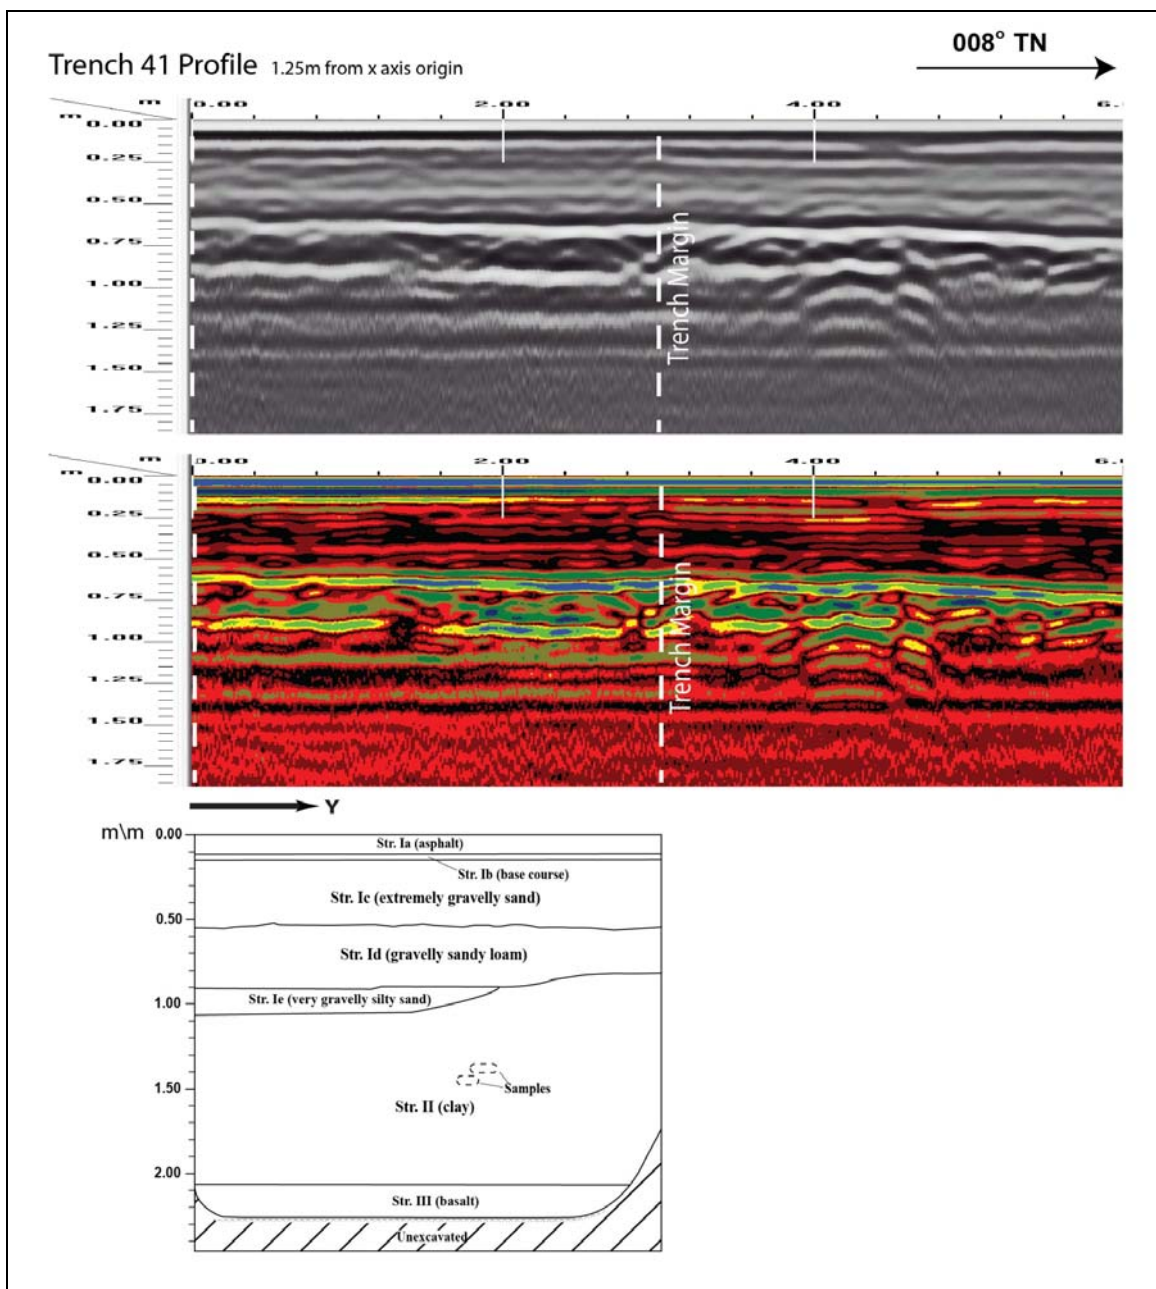 008° TN
Trench 41 Profile 1.25m from x axis origin
m 0.00 2.00 4.00 6.
m
0.00
0.25
0.50
0.75
1.00
1.25
1.50
1.75
Trench Margin
m 0.00 2.00 4.00 6.
m
0.00
0.25
0.50
0.75
1.00
1.25
1.50
1.75
Trench Margin
Y
m\m 0.00
Str. Ia (asphalt)
Str. Ib (base course)
Str. Ic (extremely gravelly sand)
0.50
Str. Id (gravelly sandy loam)
Str. Ie (very gravelly silty sand)
1.00
1.50
Samples
Str. II (clay)
2.00
Str. III (basalt)
Unexcavated